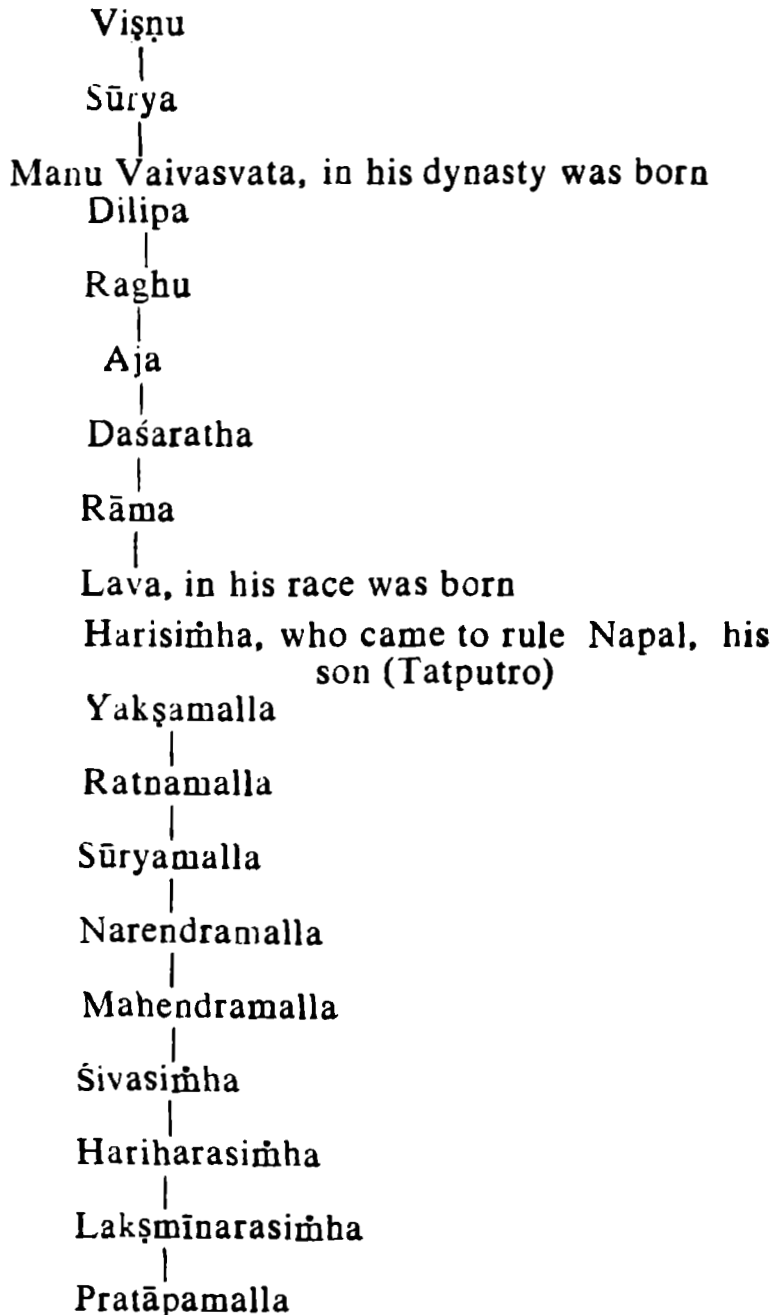 Viṣṇu
Sūrya
Manu Vaivasvata, in his dynasty was born
Dilipa
Raghu
Aja
Daśaratha
Rāma
Lava, in his race was born
Harisiṁha, who came to rule Napal, his
son (Tatputro)
Yakṣamalla
Ratnamalla
Sūryamalla
Narendramalla
Mahendramalla
Śivasiṁha
Hariharasiṁha
Lakṣmīnarasiṁha
Pratāpamalla